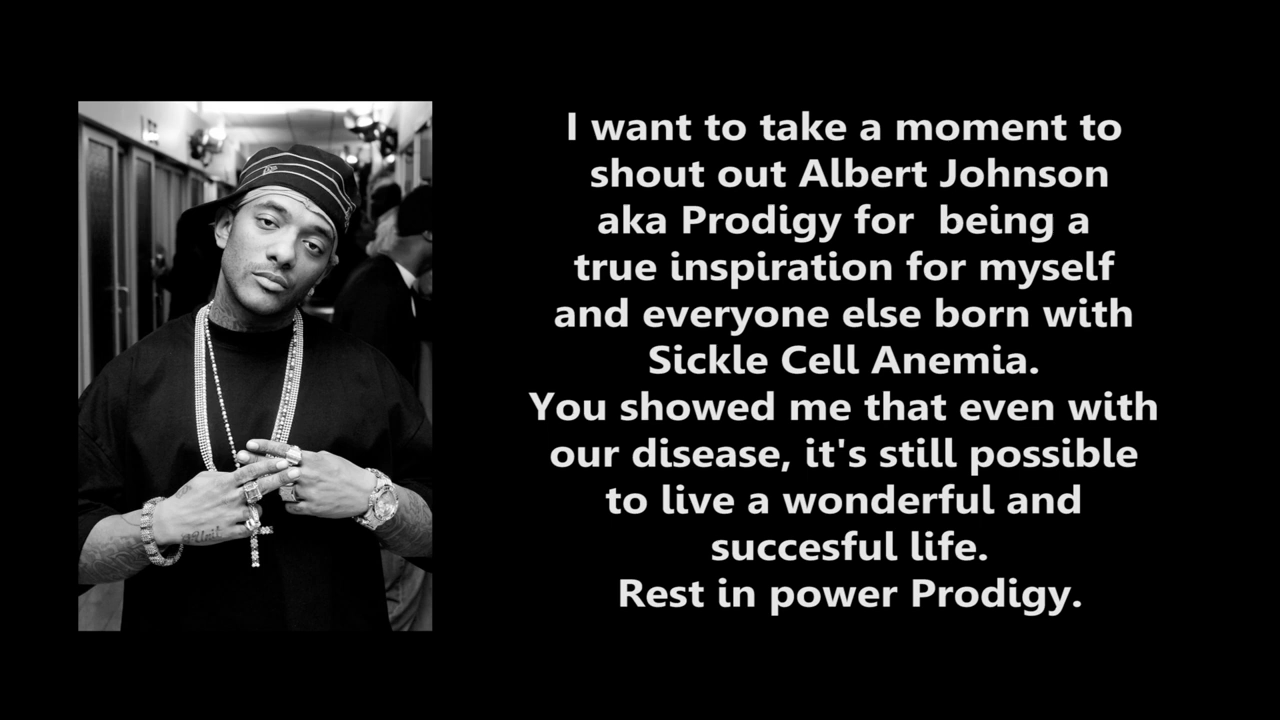 I want to take a moment to
shout out Albert Johnson
aka Prodigy for  being a
true inspiration for myself
and everyone else born with
Sickle Cell Anemia.
You showed me that even with
our disease, it's still possible
to live a wonderful and
succesful life.
Rest in power Prodigy.